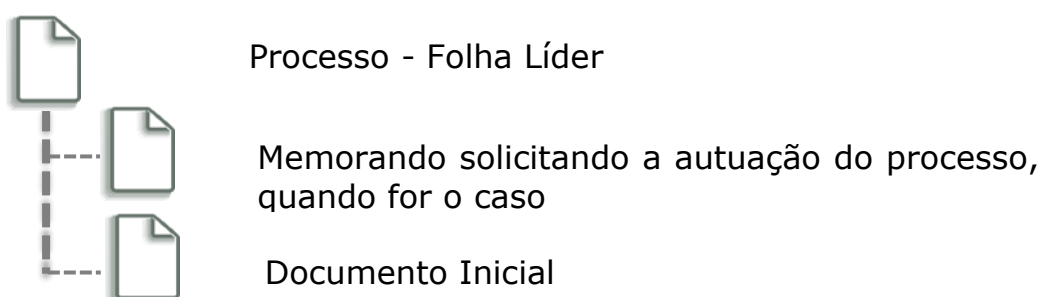 Processo - Folha Líder
Memorando solicitando a autuação do processo,
quando for o caso
Documento Inicial